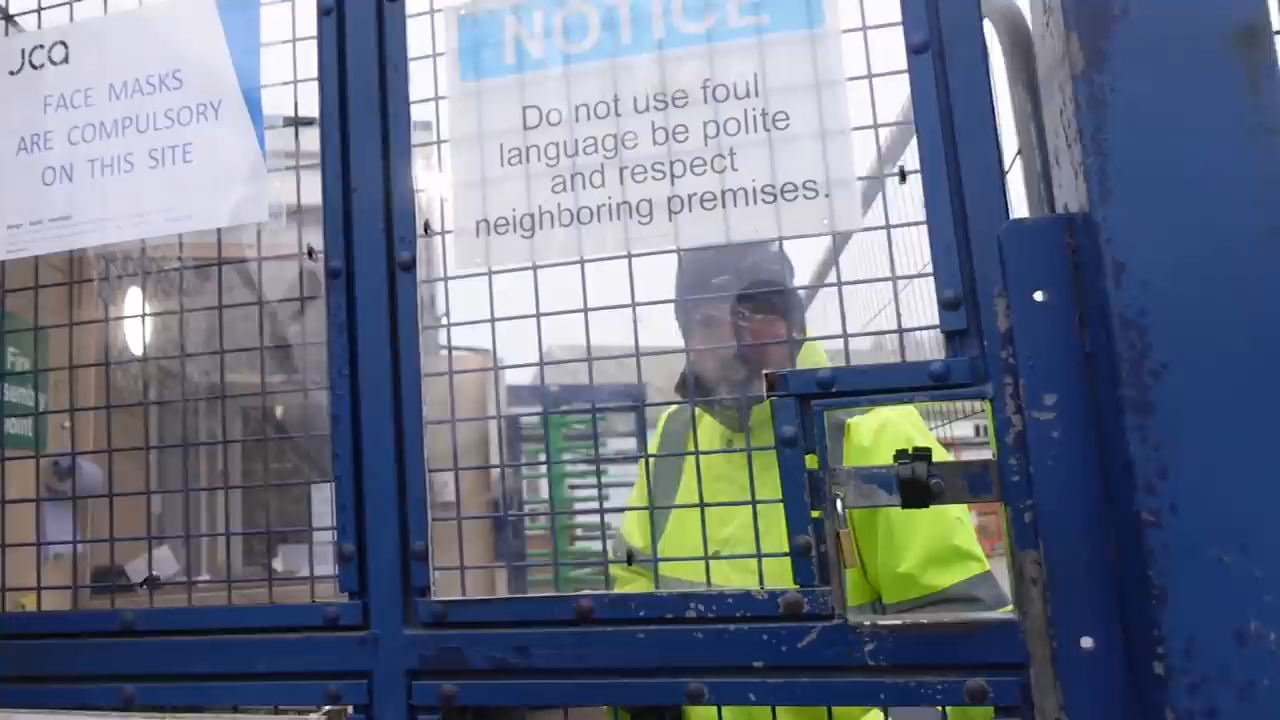 JCA
FACE MASKS
ARE COMPULSORY
ON THIS SITE
NOTICE
Do not use foul
language be polite
and respect
neighboring premises.